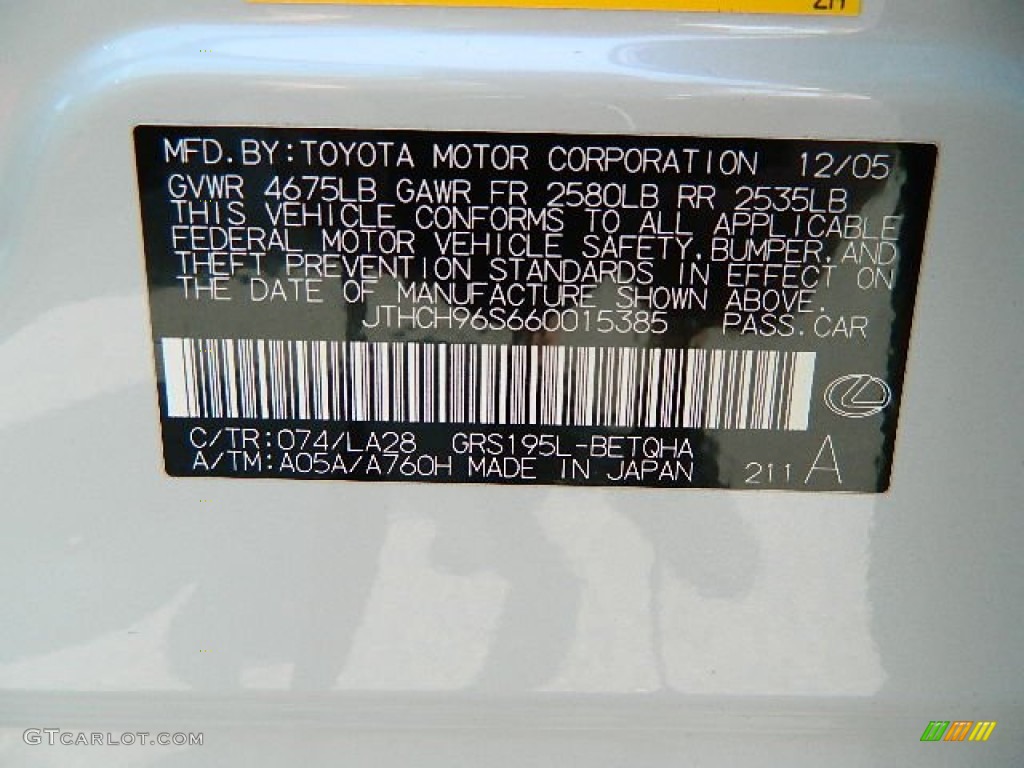 2H
MFD.BY:TOYOTA MOTOR CORPORATION 12/05
GVWR 4675LB GAWR FR 2580LB RR 2535LB
THIS VEHICLE CONFORMS TO ALL APPLICABLE
FEDERAL MOTOR VEHICLE SAFETY,BUMPER,AND
THEFT PREVENTION STANDARDS IN EFFECT ON
THE DATE OF MANUFACTURE SHOWN ABOVE.
JTHCH96S660015385 PASS.CAR
C/TR:074/LA28 GRS195L-BETQHA
A/TM:A05A/A760H MADE IN JAPAN 211 A
GTCARLOT.COM